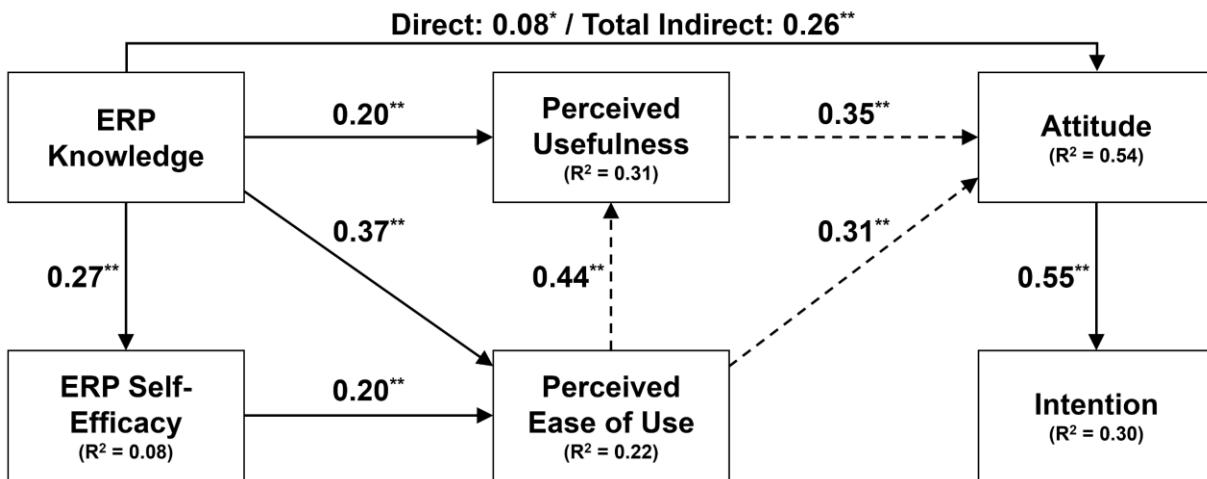 Direct: 0.08* / Total Indirect: 0.26**
ERP
Knowledge
0.20**
Perceived
Usefulness
(R² = 0.31)
0.35**
Attitude
(R² = 0.54)
0.27**
0.37**
0.44**
0.31**
0.55**
ERP Self-
Efficacy
(R² = 0.08)
0.20**
Perceived
Ease of Use
(R² = 0.22)
Intention
(R² = 0.30)